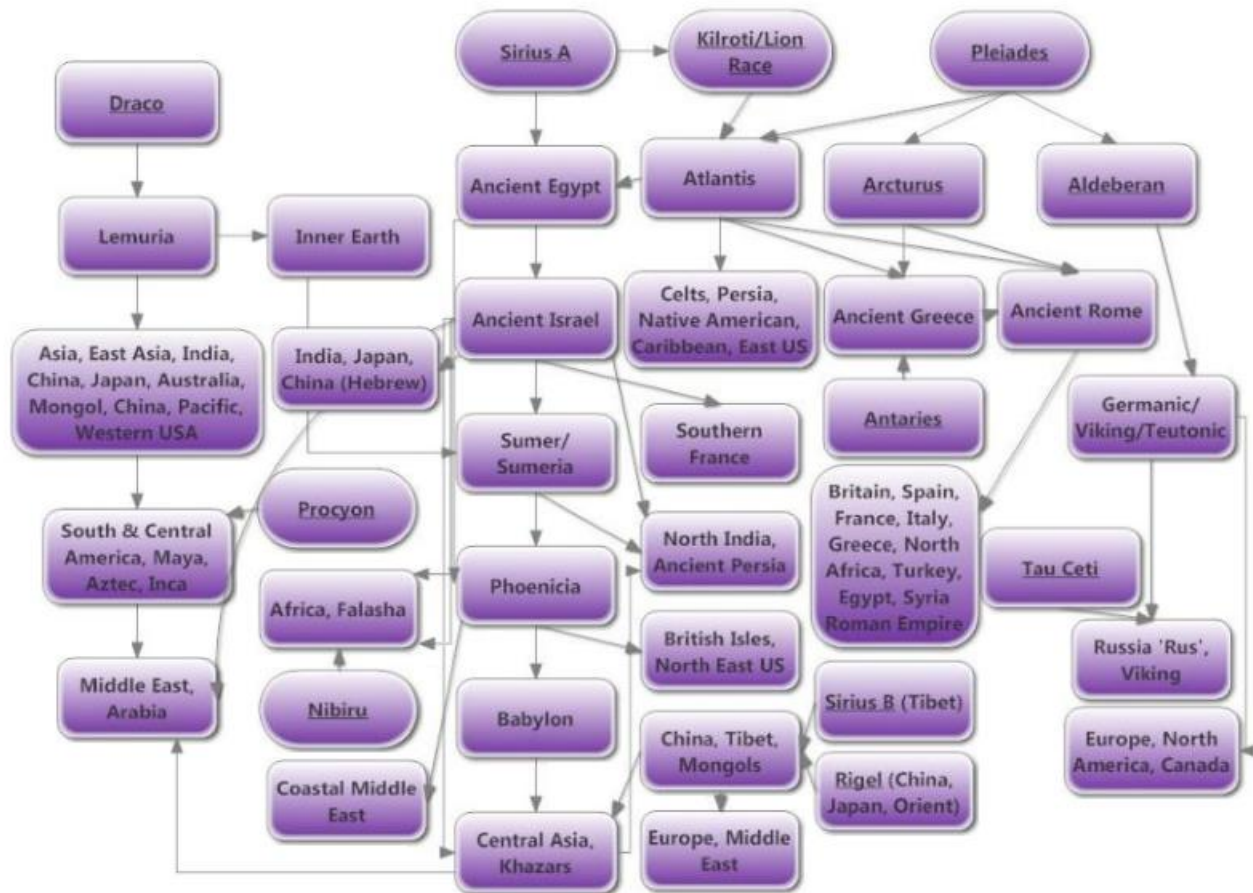 Sirius A
Kilroti/Lion
Race
Pleiades
Draco
Ancient Egypt
Atlantis
Arcturus
Aldeberan
Lemuria
Inner Earth
Ancient Israel
Celts, Persia,
Native American,
Caribbean, East US
Ancient Greece
Ancient Rome
Asia, East Asia, India,
China, Japan, Australia,
Mongol, China, Pacific,
Western USA
India, Japan,
China (Hebrew)
Sumer/
Sumeria
Southern
France
Antaries
Germanic/
Viking/Teutonic
South & Central
America, Maya,
Aztec, Inca
Procyon
North India,
Ancient Persia
Britain, Spain,
France, Italy,
Greece, North
Africa, Turkey,
Egypt, Syria
Roman Empire
Tau Ceti
Africa, Falasha
Phoenicia
British Isles,
North East US
Russia 'Rus',
Viking
Middle East,
Arabia
Nibiru
Babylon
China, Tibet,
Mongols
Sirius B (Tibet)
Rigel (China,
Japan, Orient)
Europe, North
America, Canada
Coastal Middle
East
Central Asia,
Khazars
Europe, Middle
East